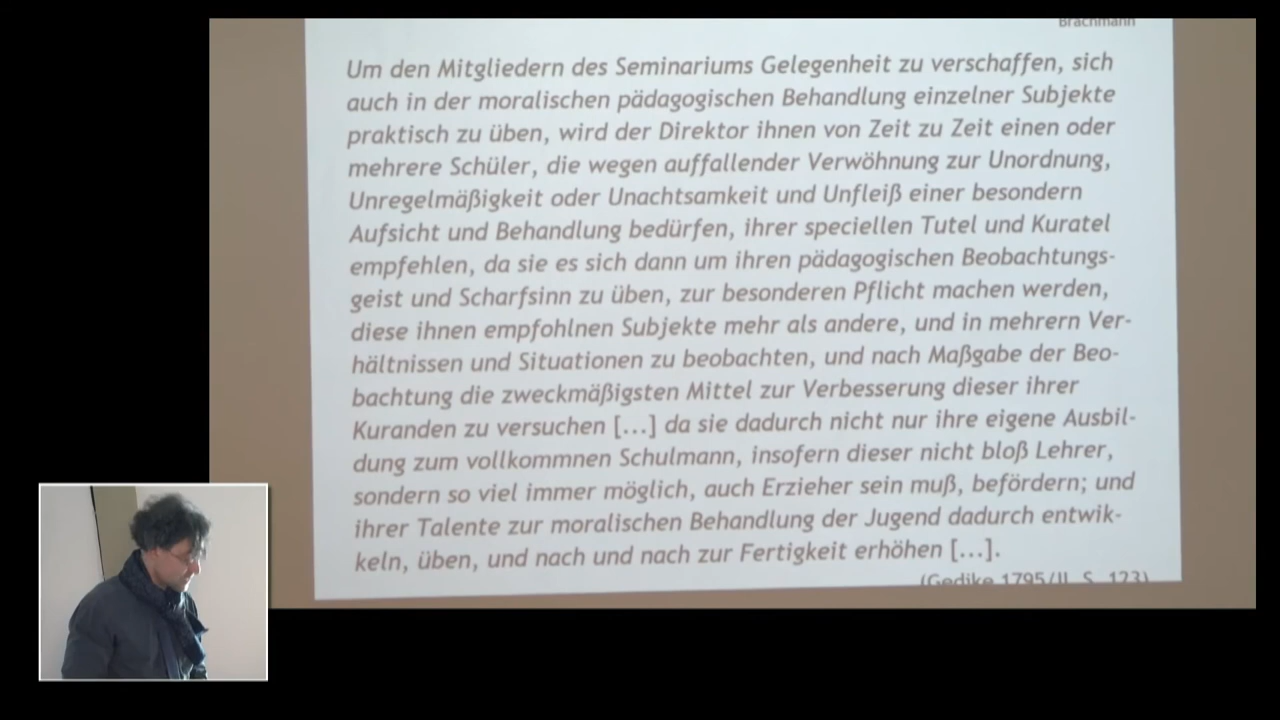 Brachmann
Um den Mitgliedern des Seminariums Gelegenheit zu verschaffen, sich
auch in der moralischen pädagogischen Behandlung einzelner Subjekte
praktisch zu üben, wird der Direktor ihnen von Zeit zu Zeit einen oder
mehrere Schüler, die wegen auffallender Verwöhnung zur Unordnung,
Unregelmäßigkeit oder Unachtsamkeit und Unfleiß einer besondern
Aufsicht und Behandlung bedürfen, ihrer speciellen Tutel und Kuratel
empfehlen, da sie es sich dann um ihren pädagogischen Beobachtungs-
geist und Scharfsinn zu üben, zur besonderen Pflicht machen werden,
diese ihnen empfohlnen Subjekte mehr als andere, und in mehrern Ver-
hältnissen und Situationen zu beobachten, und nach Maßgabe der Beo-
bachtung die zweckmäßigsten Mittel zur Verbesserung dieser ihrer
Kuranden zu versuchen [...] da sie dadurch nicht nur ihre eigene Ausbil-
dung zum vollkommnen Schulmann, insofern dieser nicht bloß Lehrer,
sondern so viel immer möglich, auch Erzieher sein muß, befördern; und
ihrer Talente zur moralischen Behandlung der Jugend dadurch entwik-
keln, üben, und nach und nach zur Fertigkeit erhöhen [...].
(Gedike 1795/II, S. 123)